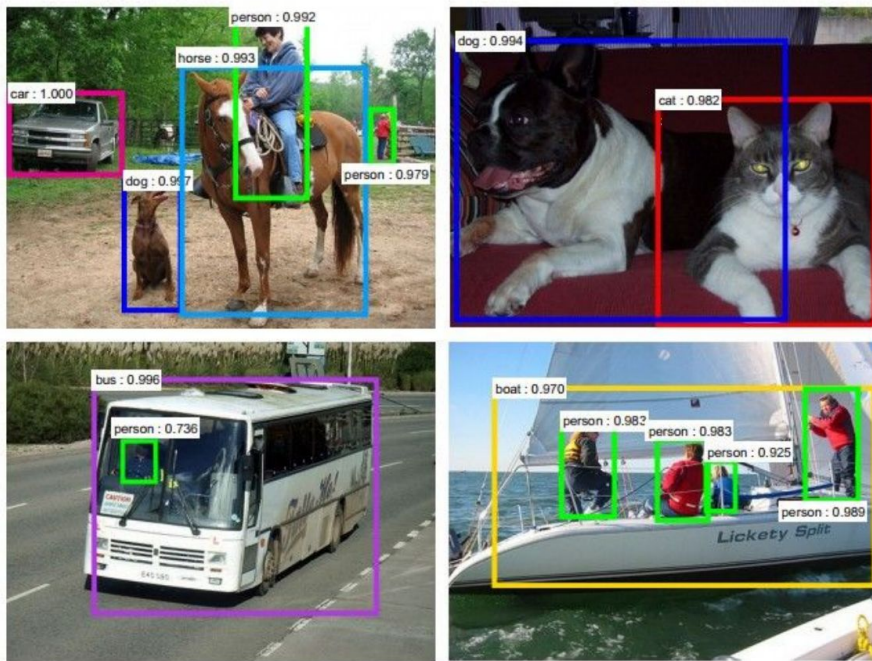 person : 0.992
horse : 0.993
car : 1.000
person : 0.979
dog : 0.997
dog : 0.994
cat : 0.982
bus : 0.996
person : 0.736
CAUTION
boat : 0.970
person : 0.983
person : 0.983
person : 0.925
person : 0.989
Lickety Split